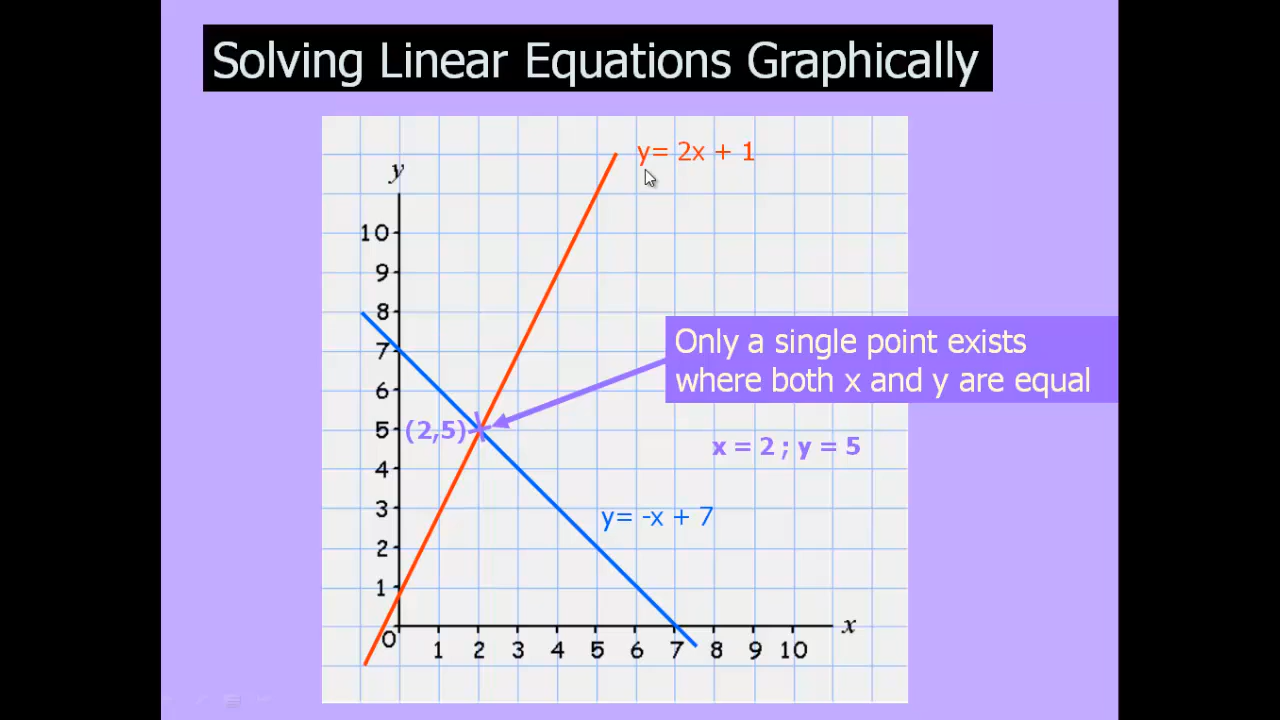 Solving Linear Equations Graphically
y= 2x + 1
y
10
9
8
7
6
5
4
3
2
1
0
Only a single point exists
where both x and y are equal
(2,5)
x = 2 ; y = 5
y= -x + 7
x
1 2 3 4 5 6 7 8 9 10